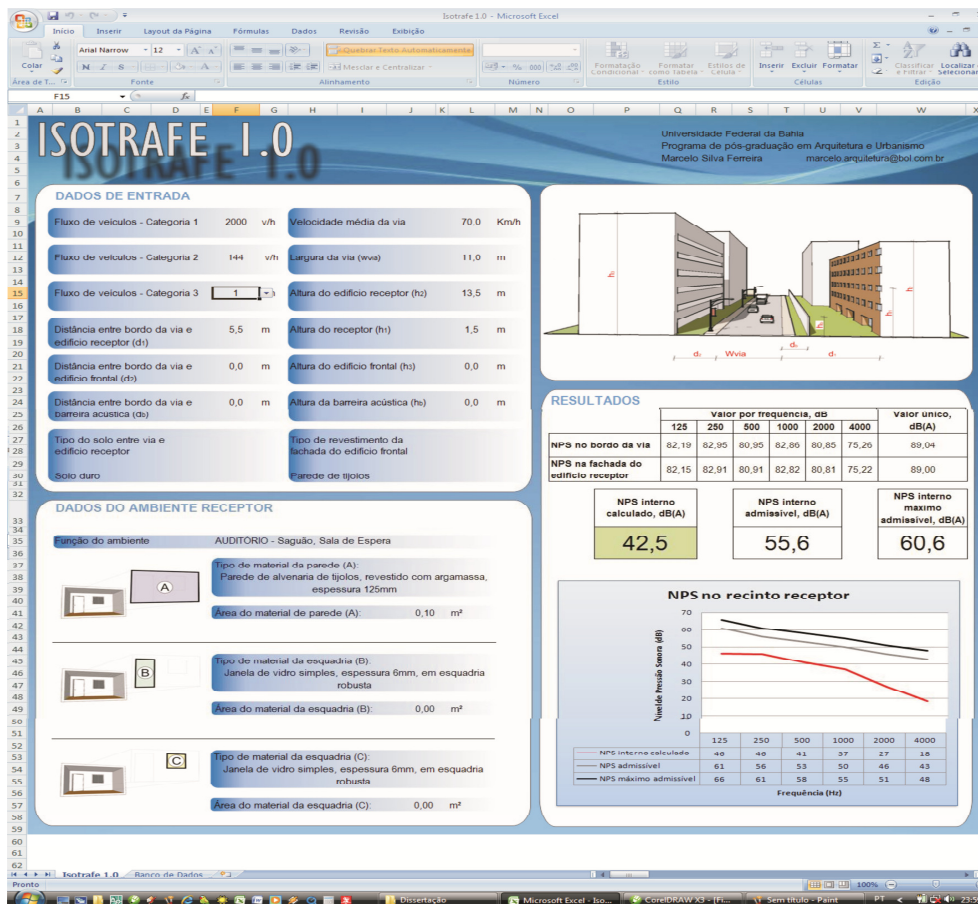 Isotrafe 1.0 - Microsoft Excel
Início Inserir Layout da Página Fórmulas Dados Revisão Exibição
Colar
Arial Narrow 12
N I S
Quebrar Texto Automaticamente
Mesclar e Centralizar
% 000
Formatação Condicional
Formatar como Tabela
Estilos de Célula
Inserir Excluir Formatar
Classificar e Filtrar
Localizar Selecionar
Área de T... Fonte Alinhamento Número Estilo Células Edição
F15 fx
A B C D E F G H I J K L M N O P Q R S T U V W X
ISOTRAFE 1.0
Universidade Federal da Bahia
Programa de pós-graduação em Arquitetura e Urbanismo
Marcelo Silva Ferreira marcelo.arquitetura@bol.com.br
DADOS DE ENTRADA
Fluxo de veículos - Categoria 1 2000 v/h Velocidade média da via 70,0 Km/h
Fluxo de veículos - Categoria 2 144 v/h Largura da via (wvia) 11,0 m
Fluxo de veículos - Categoria 3 1 Altura do edifício receptor (h2) 13,5 m
Distância entre bordo da via e edifício receptor (d1) 5,5 m Altura do receptor (h1) 1,5 m
Distância entre bordo da via e edifício frontal (d2) 0,0 m Altura do edifício frontal (h3) 0,0 m
Distância entre bordo da via e barreira acústica (db) 0,0 m Altura da barreira acústica (hb) 0,0 m
Tipo do solo entre via e edifício receptor
Solo duro
Tipo de revestimento da fachada do edifício frontal
Parede de tijolos
Wvia
RESULTADOS
Valor por frequência, dB Valor único, dB(A)
125 250 500 1000 2000 4000
NPS no bordo da via 82,19 82,95 80,95 82,86 80,85 75,26 89,04
NPS na fachada do edifício receptor 82,15 82,91 80,91 82,82 80,81 75,22 89,00
NPS interno calculado, dB(A)
42,5
NPS interno admissível, dB(A)
55,6
NPS interno maximo admissível, dB(A)
60,6
DADOS DO AMBIENTE RECEPTOR
Função do ambiente AUDITÓRIO - Saguão, Sala de Espera
A
Tipo de material da parede (A):
Parede de alvenaria de tijolos, revestido com argamassa,
espessura 125mm
Área do material de parede (A): 0,10 m²
B
Tipo de material da esquadria (B):
Janela de vidro simples, espessura 6mm, em esquadria
robusta
Área do material da esquadria (B): 0,00 m²
C
Tipo de material da esquadria (C):
Janela de vidro simples, espessura 6mm, em esquadria
robusta
Área do material da esquadria (C): 0,00 m²
NPS no recinto receptor
Nível de Pressão Sonora (dB)
70
60
50
40
30
20
10
0
125 250 500 1000 2000 4000
NPS interno calculado 46 46 41 37 27 18
NPS admissível 61 56 53 50 46 43
NPS máximo admissível 66 61 58 55 51 48
Frequência (Hz)
Isotrafe 1.0 Banco de Dados
Pronto 100%
Dissertação Microsoft Excel - Iso... CorelDRAW X3 - [Fi... Sem título - Paint PT